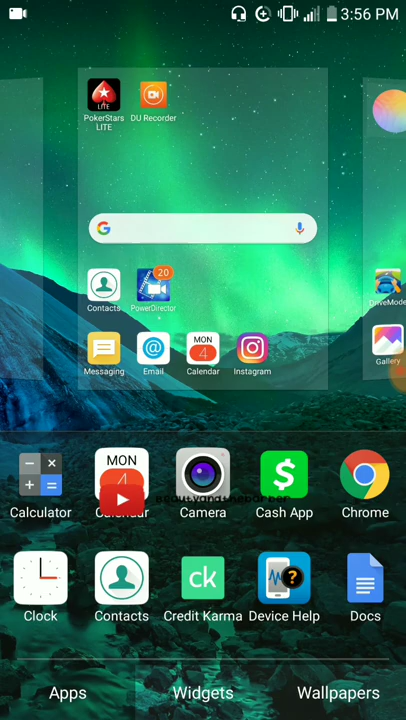 3:56 PM
PokerStars LITE
DU Recorder
LITE
G
Contacts
20
PowerDirector
DriveMode
Messaging
Email
MON
4
Calendar
Instagram
Gallery
Calculator
MON
4
Calendar
Camera
Cash App
Chrome
Clock
Contacts
ck
Credit Karma
Device Help
Docs
Apps
Widgets
Wallpapers